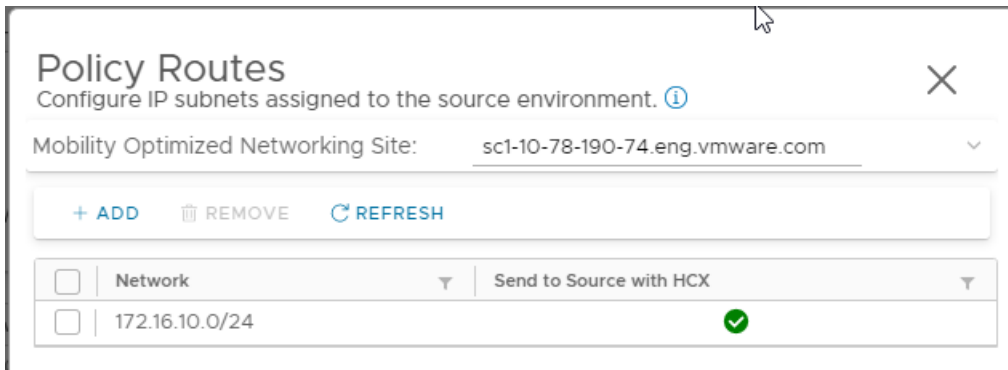 Policy Routes
Configure IP subnets assigned to the source environment.
Mobility Optimized Networking Site: sc1-10-78-190-74.eng.vmware.com
+ ADD REMOVE REFRESH
Network Send to Source with HCX
172.16.10.0/24